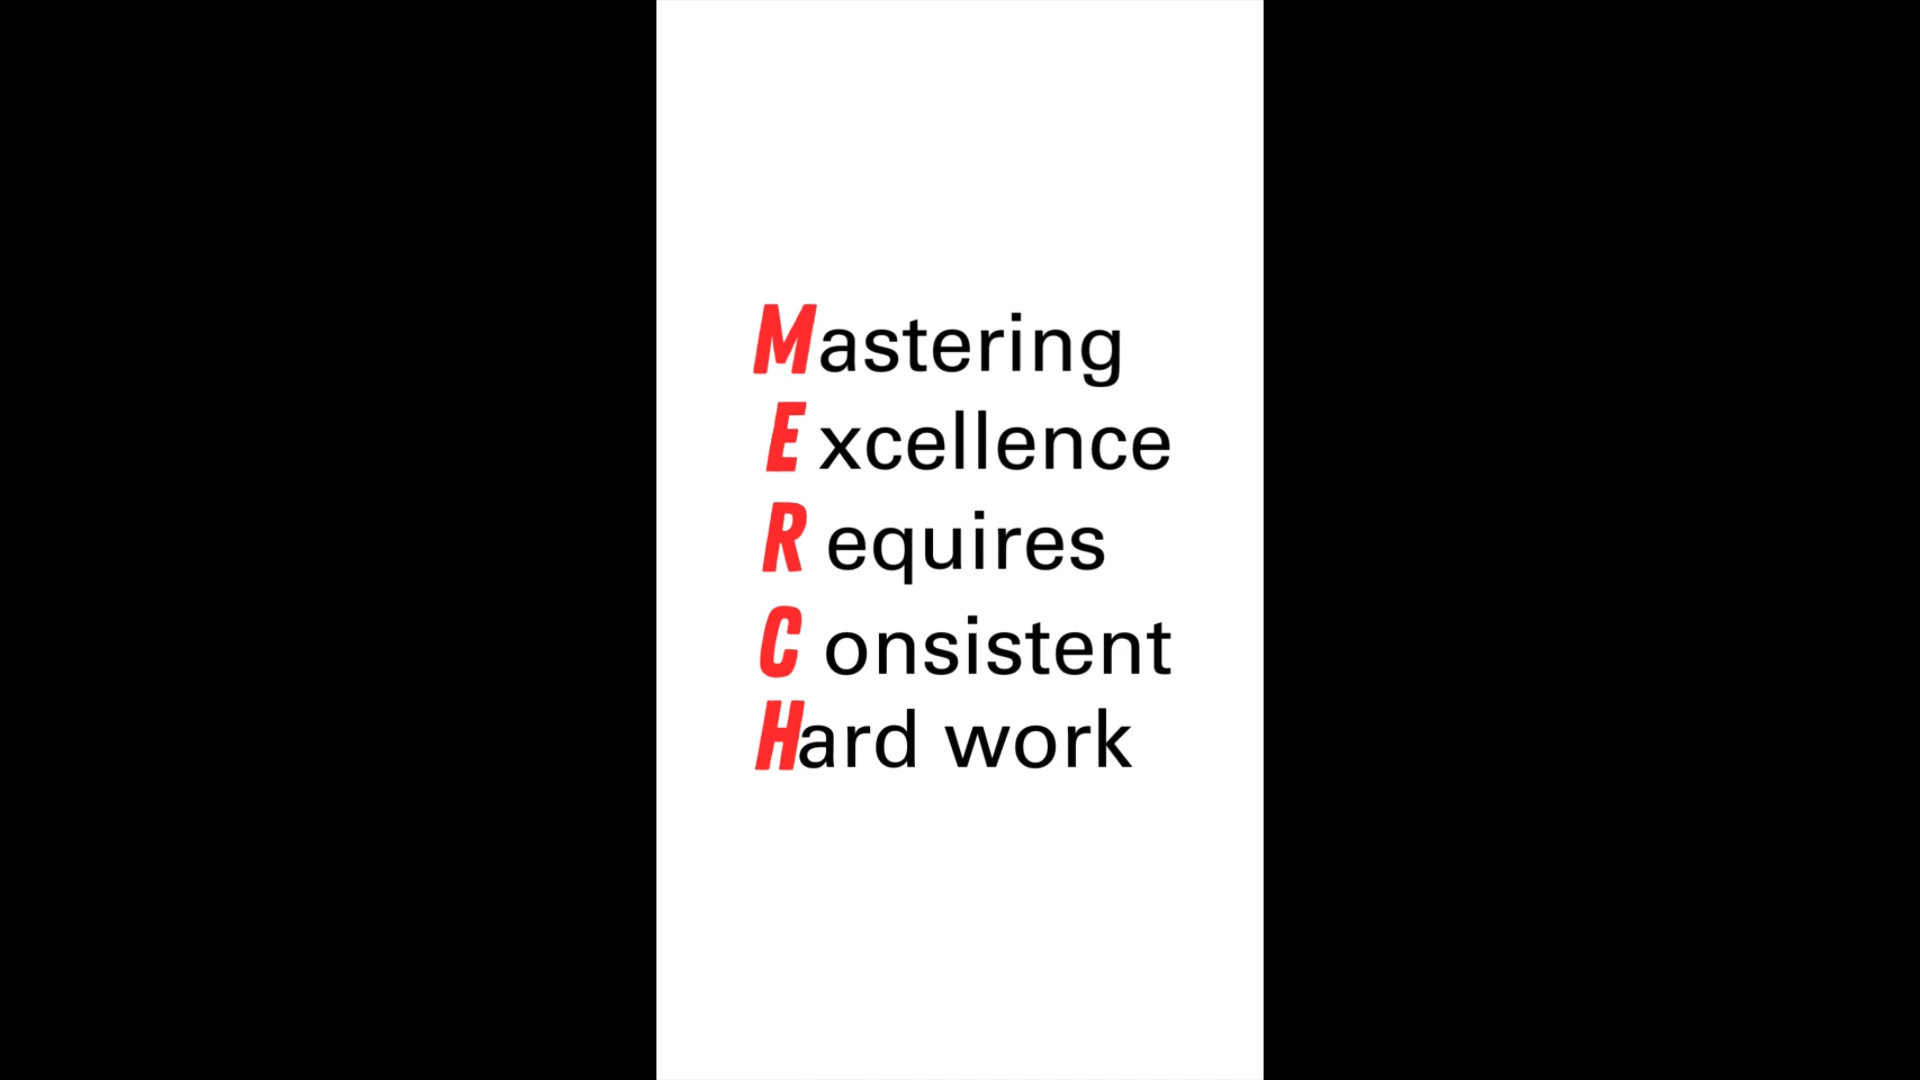 Mastering
Excellence
Requires
Consistent
Hard work